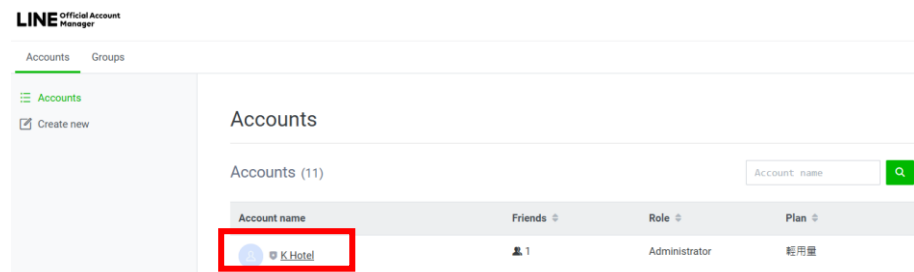 LINE Official Account Manager
Accounts Groups
Accounts
Create new
Accounts
Accounts (11)
Account name
Account name Friends Role Plan
K Hotel 1 Administrator 輕用量